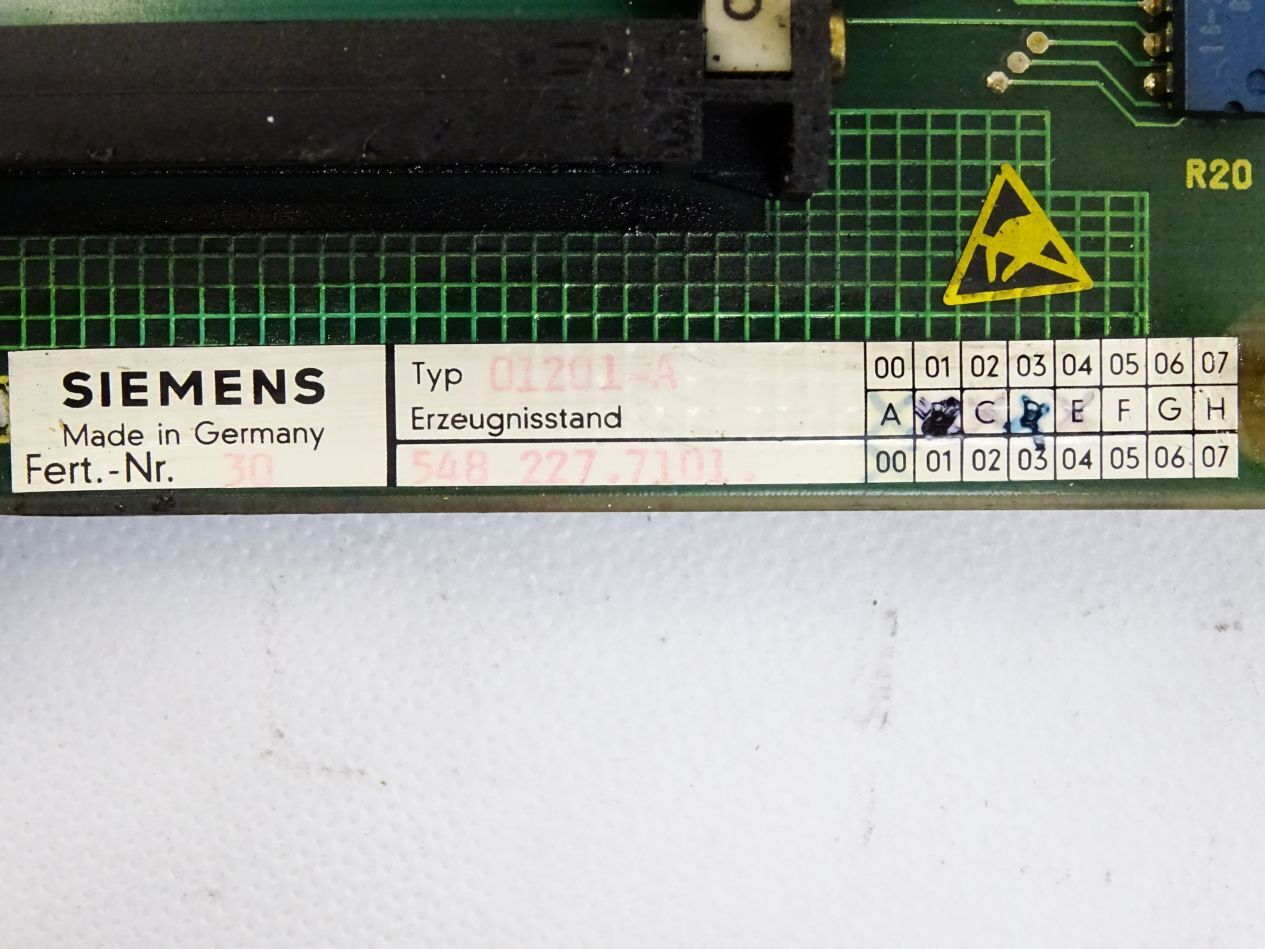 R20
SIEMENS
Made in Germany
Fert.-Nr. 30
Typ 01201-A
Erzeugnisstand
548 227.7101.
00 01 02 03 04 05 06 07
A C E F G H
00 01 02 03 04 05 06 07